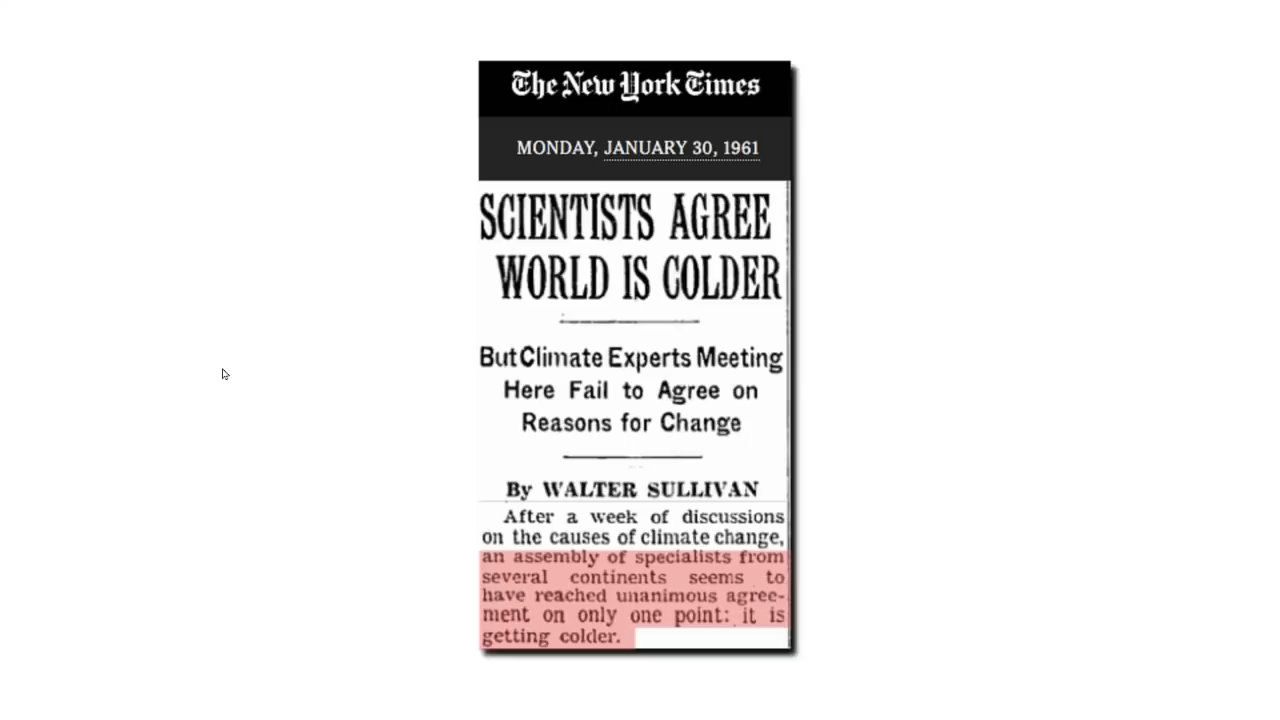 The New York Times
MONDAY, JANUARY 30, 1961
SCIENTISTS AGREE
WORLD IS COLDER
But Climate Experts Meeting
Here Fail to Agree on
Reasons for Change
By WALTER SULLIVAN
After a week of discussions
on the causes of climate change,
an assembly of specialists from
several continents seems to
have reached unanimous agree-
ment on only one point: it is
getting colder.